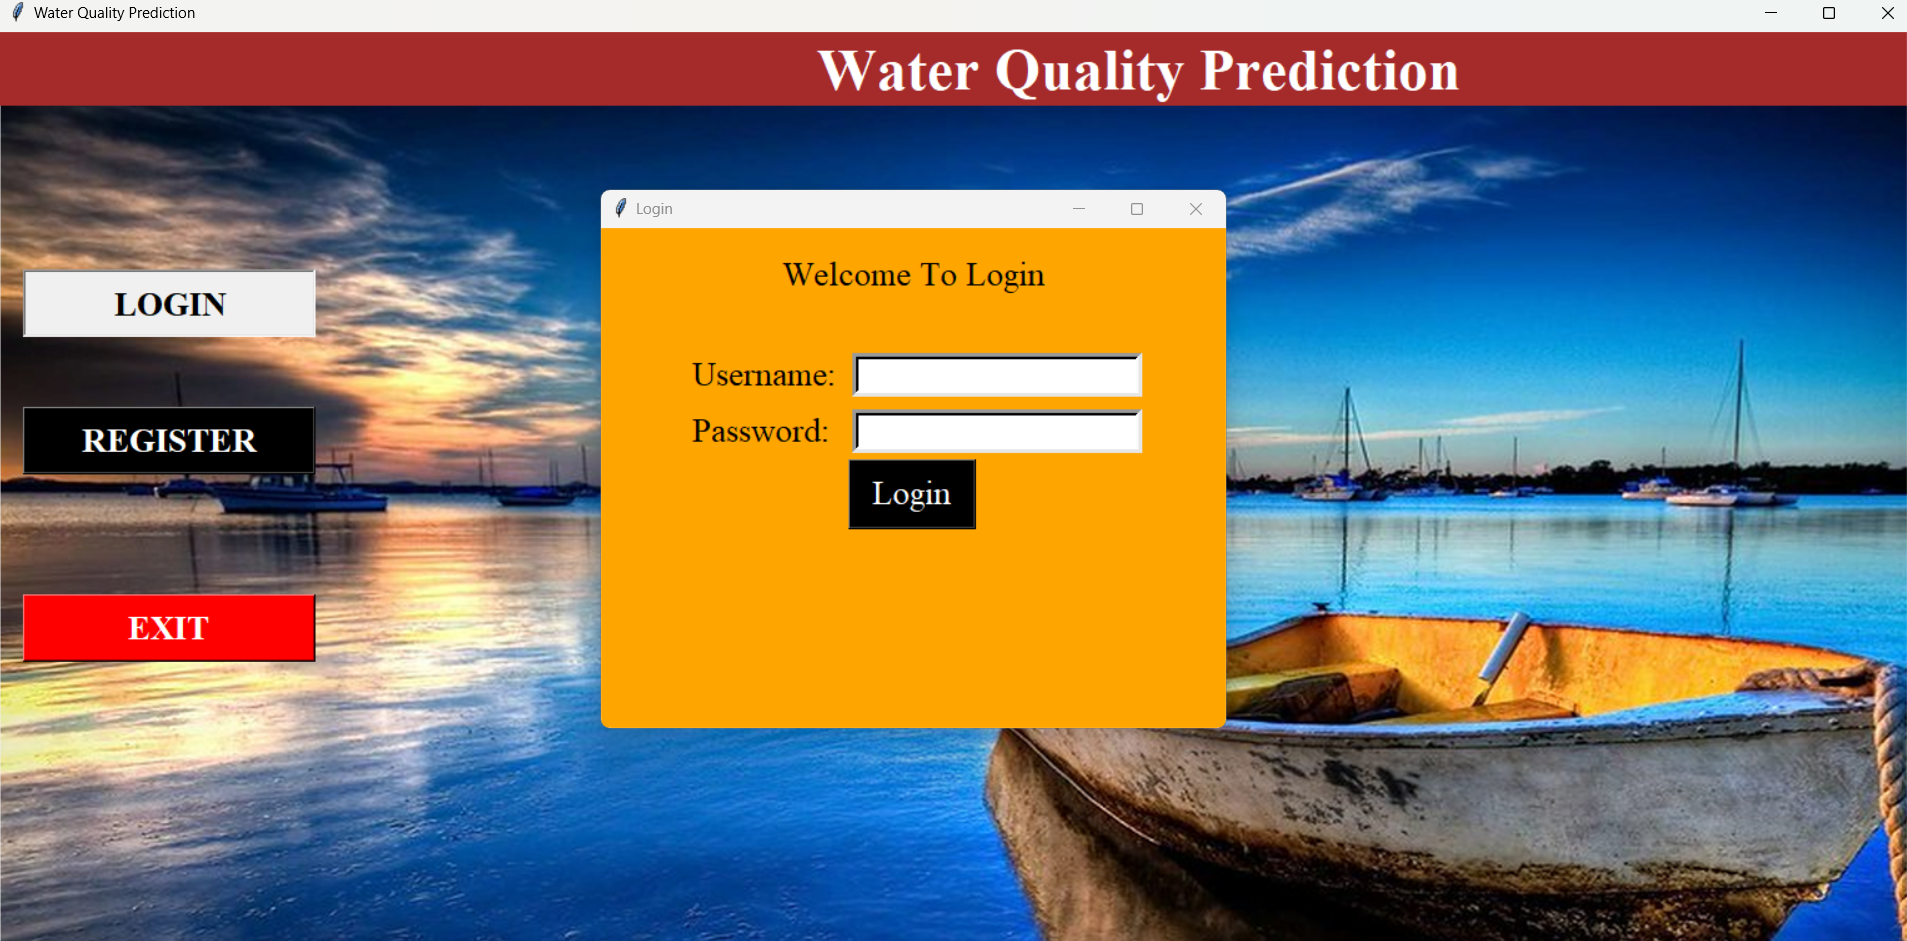 Water Quality Prediction
Water Quality Prediction
Login
Welcome To Login
LOGIN
Username:
REGISTER
Password:
Login
EXIT